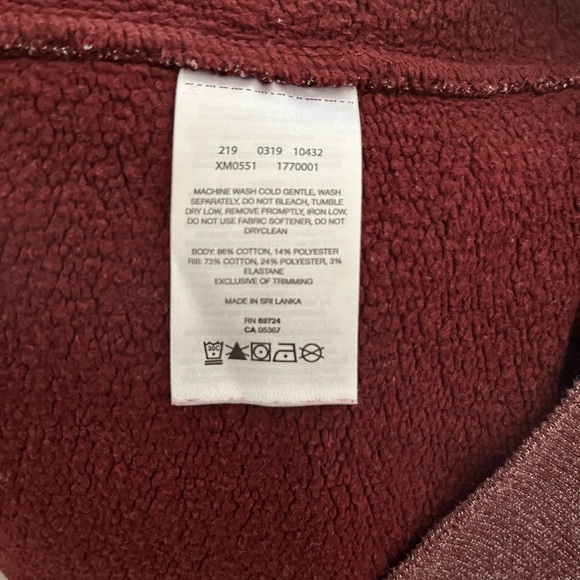 219 0319 10432
XM0551 1770001
MACHINE WASH COLD GENTLE, WASH
SEPARATELY, DO NOT BLEACH, TUMBLE
DRY LOW, REMOVE PROMPTLY, IRON LOW,
DO NOT USE FABRIC SOFTENER, DO NOT
DRYCLEAN
BODY: 86% COTTON, 14% POLYESTER
RIB: 73% COTTON, 24% POLYESTER, 3%
ELASTANE
EXCLUSIVE OF TRIMMING
MADE IN SRI LANKA
RN 69724
CA 05367
30C